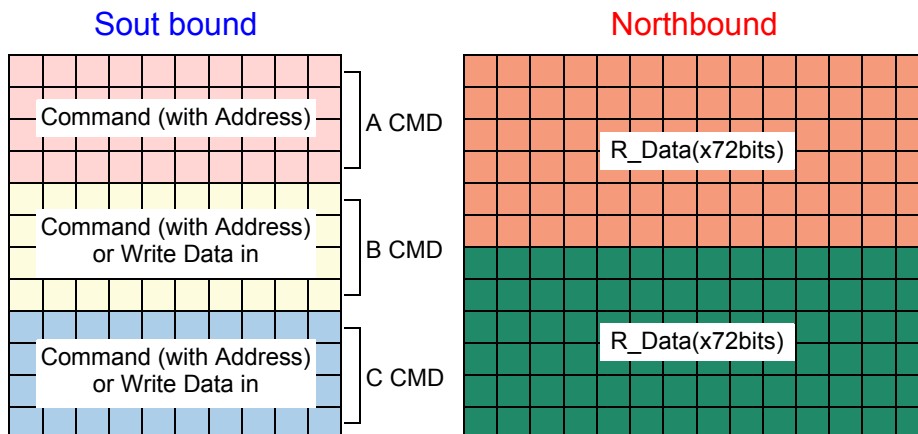 Sout bound
Northbound
Command (with Address)
A CMD
Command (with Address)
or Write Data in
B CMD
Command (with Address)
or Write Data in
C CMD
R_Data(x72bits)
R_Data(x72bits)